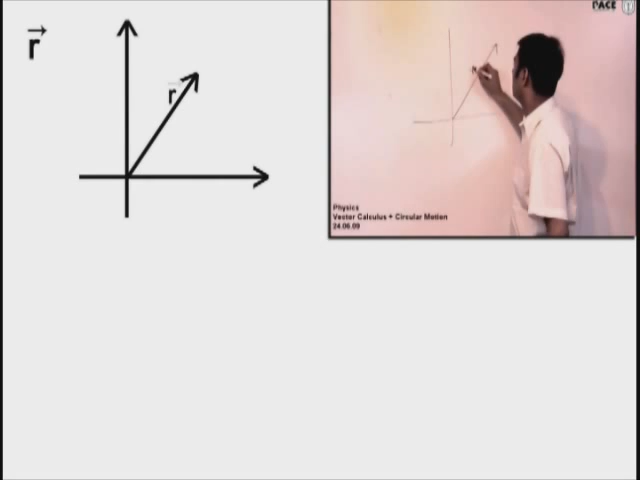 r⃗
r⃗
PACE
Physics
Vector Calculus + Circular Motion
24.06.09